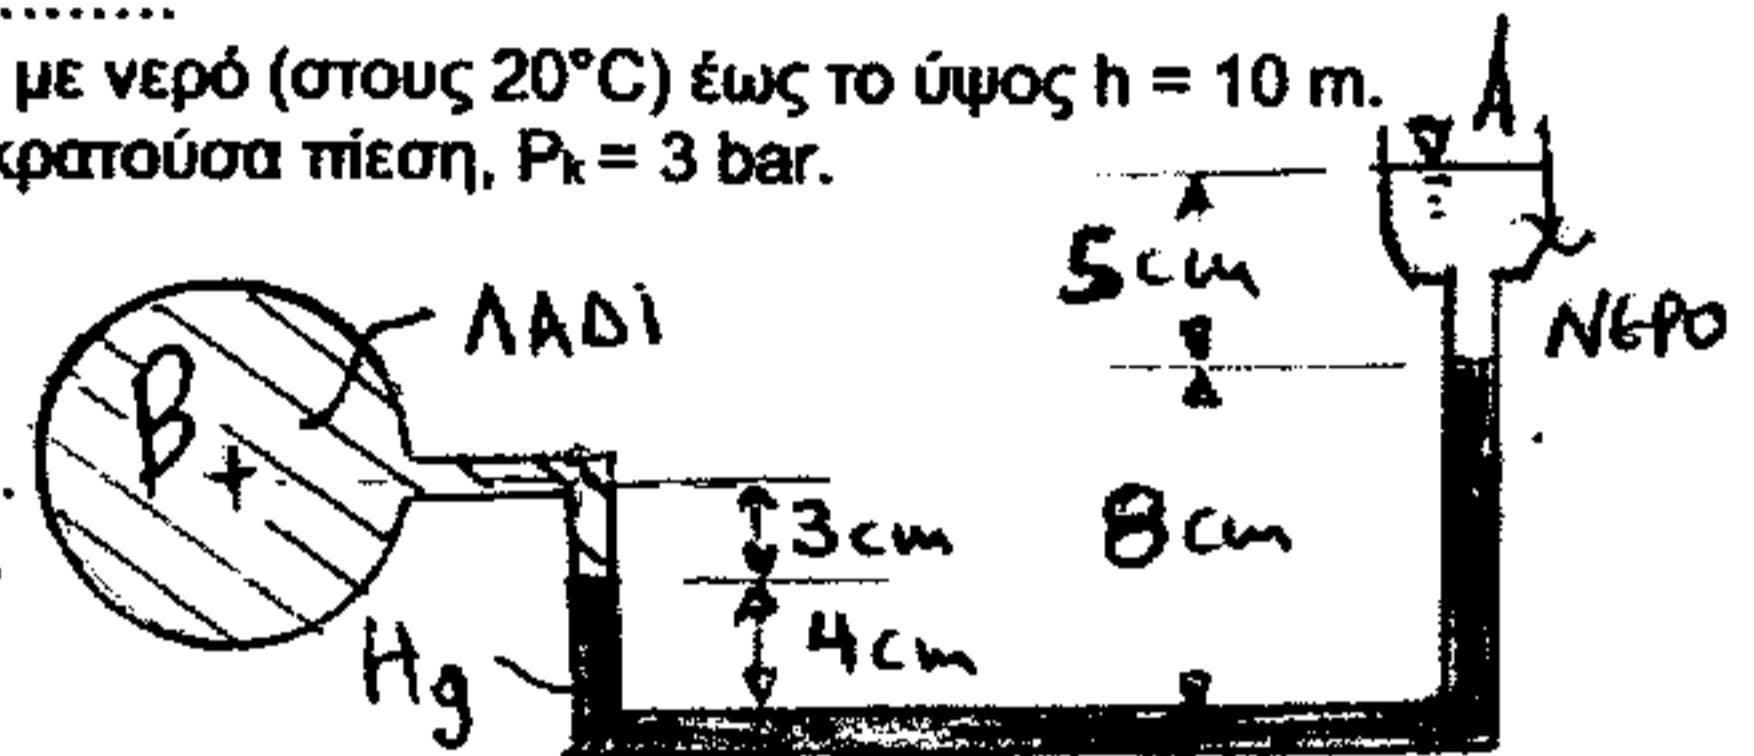 με νερό (στους 20°C) έως το ύψος h = 10 m.
κρατούσα πίεση, Pk = 3 bar.
A
5cm
ΛΑDi
ΝΕΡΟ
B
3cm
8cm
4cm
Hg